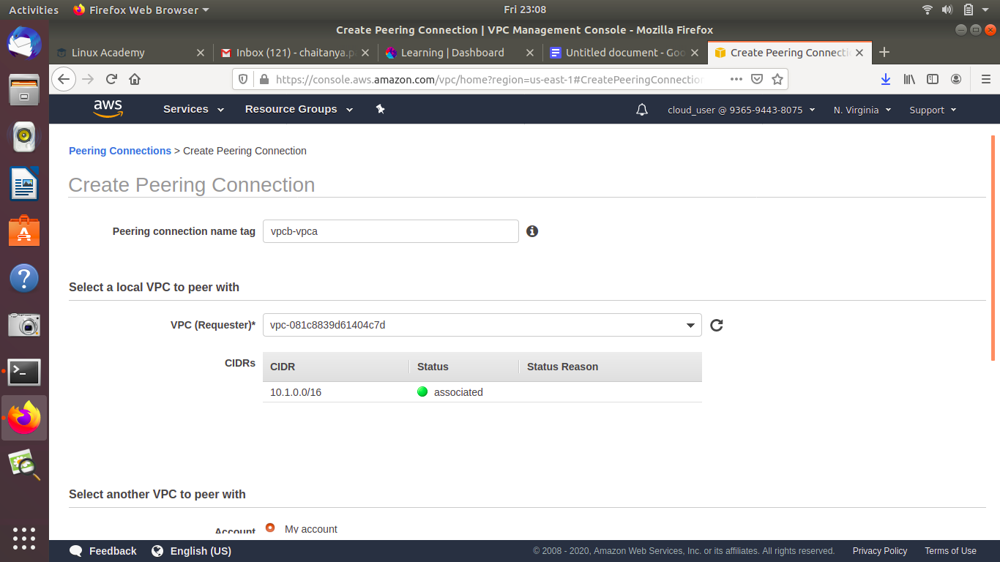 Activities Firefox Web Browser Fri 23:08
Create Peering Connection | VPC Management Console - Mozilla Firefox
Linux Academy Inbox (121) - chaitanya.p Learning | Dashboard Untitled document - Goo Create Peering Connecti
https://console.aws.amazon.com/vpc/home?region=us-east-1#CreatePeeringConnection
aws Services Resource Groups cloud_user @ 9365-9443-8075 N. Virginia Support
Peering Connections > Create Peering Connection
Create Peering Connection
Peering connection name tag vpcb-vpca
Select a local VPC to peer with
VPC (Requester)* vpc-081c8839d61404c7d
CIDRs CIDR Status Status Reason
10.1.0.0/16 associated
Select another VPC to peer with
Account My account
Feedback English (US) © 2008 - 2020, Amazon Web Services, Inc. or its affiliates. All rights reserved. Privacy Policy Terms of Use